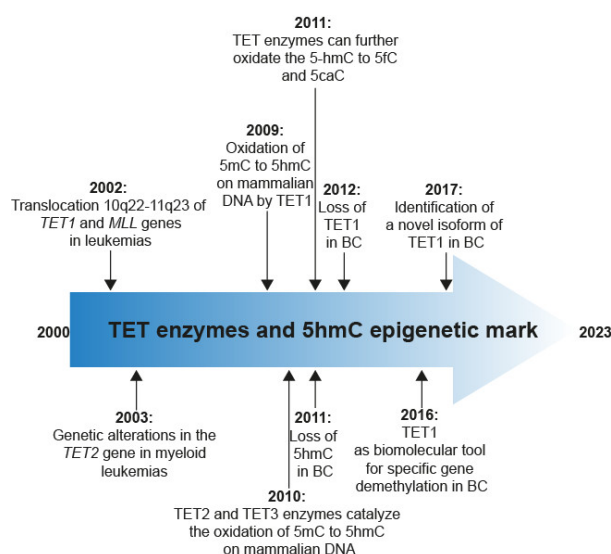 2011:
TET enzymes can further
oxidate the 5-hmC to 5fC
and 5caC
2009:
Oxidation of
5mC to 5hmC
on mammalian
DNA by TET1
2002:
Translocation 10q22-11q23 of
TET1 and MLL genes
in leukemias
2012:
Loss of
TET1
in BC
2017:
Identification of
a novel isoform of
TET1 in BC
2000
TET enzymes and 5hmC epigenetic mark
2023
2003:
Genetic alterations in the
TET2 gene in myeloid
leukemias
2011:
Loss of
5hmC
in BC
2016:
TET1
as biomolecular tool
for specific gene
demethylation in BC
2010:
TET2 and TET3 enzymes catalyze
the oxidation of 5mC to 5hmC
on mammalian DNA